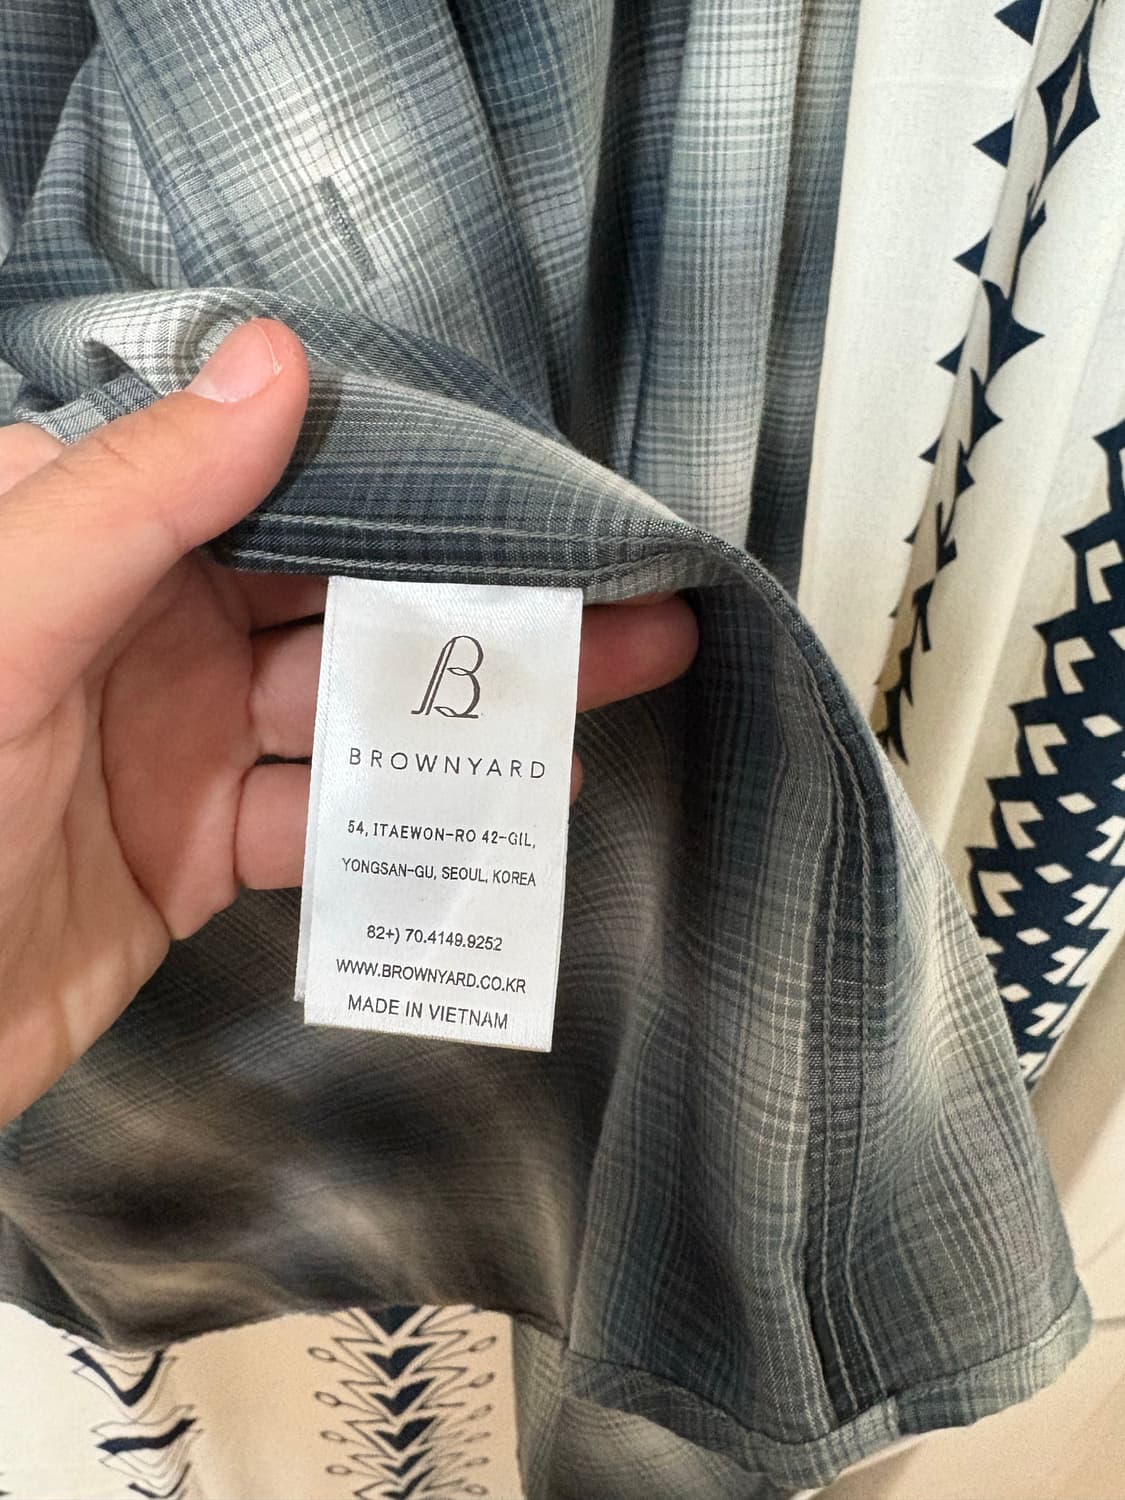 B
BROWNYARD
54, ITAEWON-RO 42-GIL,
YONGSAN-GU, SEOUL, KOREA
82+) 70.4149.9252
WWW.BROWNYARD.CO.KR
MADE IN VIETNAM